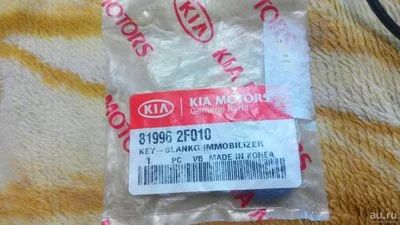 KIA MOTORS
KIA
KIA MOTORS
Genuine Parts
81996 2F010
KEY-BLANKG IMMOBILIZER
1 PC VB MADE IN KOREA
au.ru